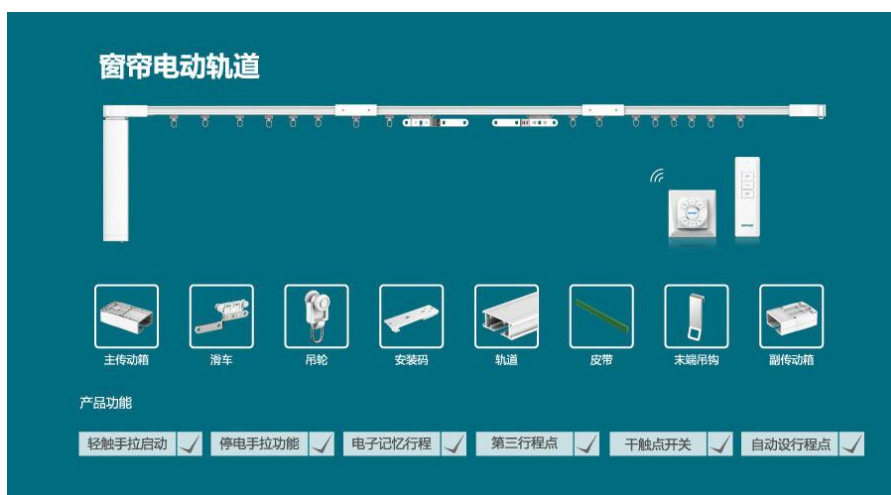 窗帘电动轨道
主传动箱 滑车 吊轮 安装码 轨道 皮带 末端吊钩 副传动箱
产品功能
轻触手拉启动 停电手拉功能 电子记忆行程 第三行程点 干触点开关 自动设行程点